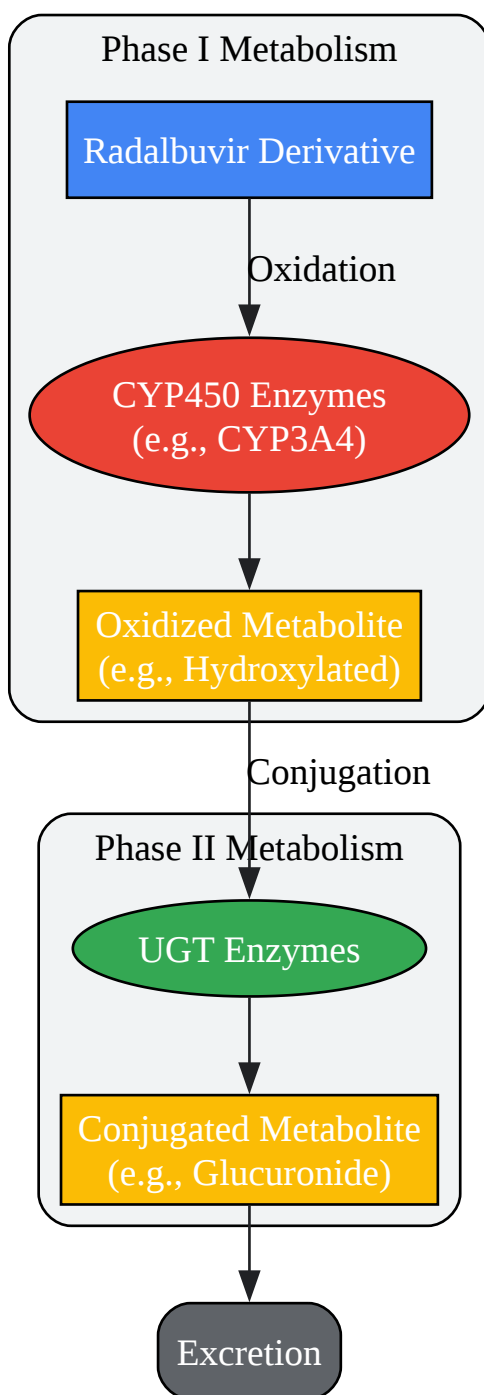 Phase I Metabolism
Radalbuvir Derivative
Oxidation
CYP450 Enzymes
(e.g., CYP3A4)
Oxidized Metabolite
(e.g., Hydroxylated)
Conjugation
Phase II Metabolism
UGT Enzymes
Conjugated Metabolite
(e.g., Glucuronide)
Excretion